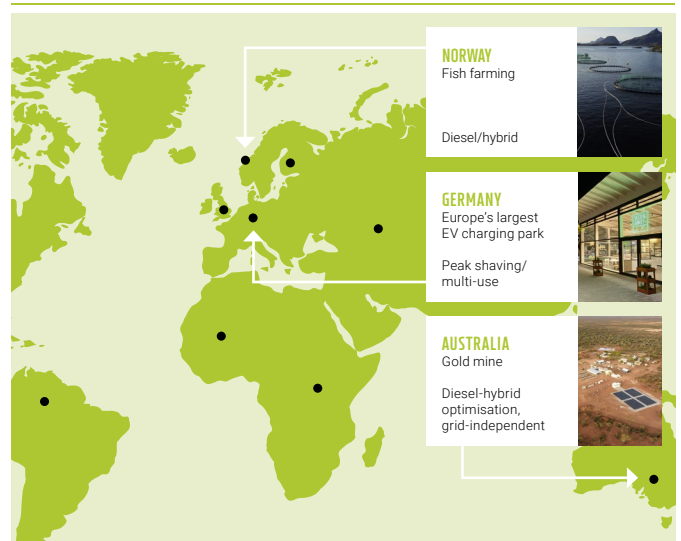 NORWAY
Fish farming
Diesel/hybrid
GERMANY
Europe's largest
EV charging park
Peak shaving/
multi-use
AUSTRALIA
Gold mine
Diesel-hybrid
optimisation,
grid-independent